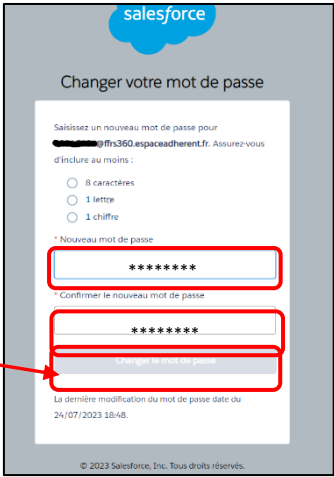 salesforce
Changer votre mot de passe
Saisissez un nouveau mot de passe pour
@ffrs360.espaceadherent.fr. Assurez-vous
d'inclure au moins :
8 caractères
1 lettre
1 chiffre
* Nouveau mot de passe
********
* Confirmer le nouveau mot de passe
********
Changer le mot de passe
La dernière modification du mot de passe date du
24/07/2023 18:48.
© 2023 Salesforce, Inc. Tous droits réservés.